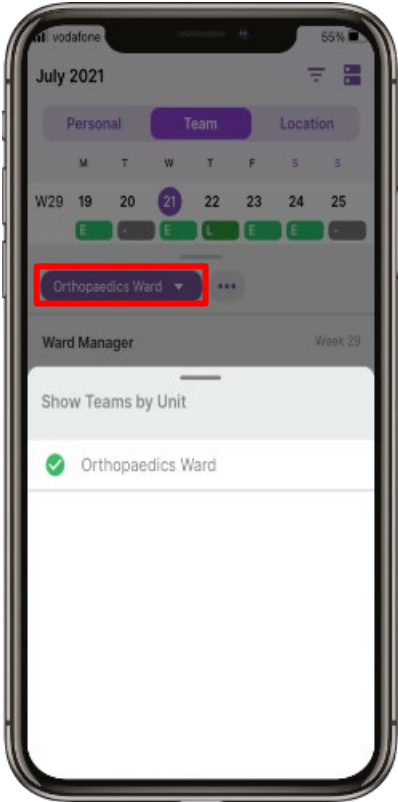 vodafone 55%
July 2021
Personal Team Location
M T W T F S S
W29 19 20 21 22 23 24 25
E - E L E E -
Orthopaedics Ward
Ward Manager Week 29
Show Teams by Unit
Orthopaedics Ward